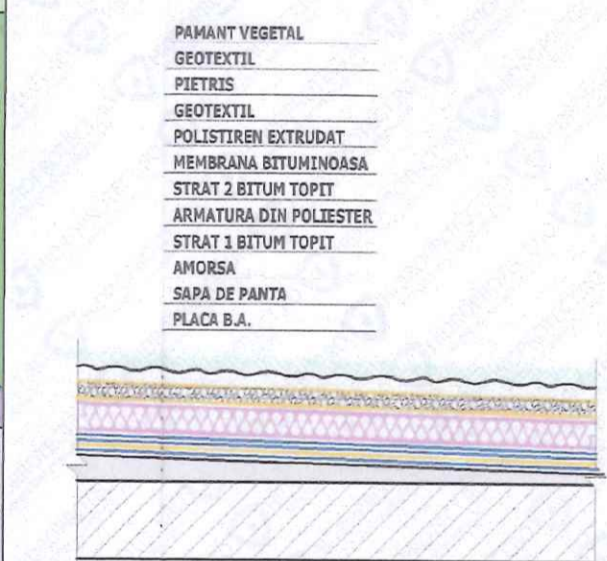 PAMANT VEGETAL
GEOTEXTIL
PIETRIS
GEOTEXTIL
POLISTIREN EXTRUDAT
MEMBRANA BITUMINOASA
STRAT 2 BITUM TOPIT
ARMATURA DIN POLIESTER
STRAT 1 BITUM TOPIT
AMORSA
SAPA DE PANTA
PLACA B.A.